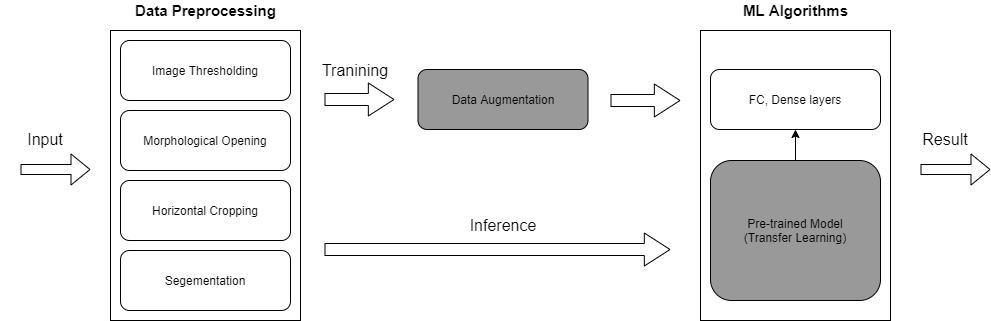 Data Preprocessing
ML Algorithms
Image Thresholding
Tranining
Data Augmentation
FC, Dense layers
Input
Morphological Opening
Result
Horizontal Cropping
Inference
Pre-trained Model
(Transfer Learning)
Segementation